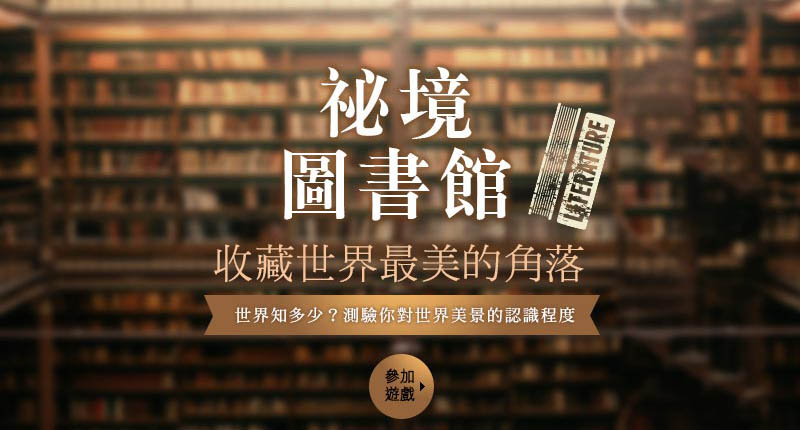 祕境
圖書館
LITERATURE
收藏世界最美的角落
世界知多少？測驗你對世界美景的認識程度
參加
遊戲